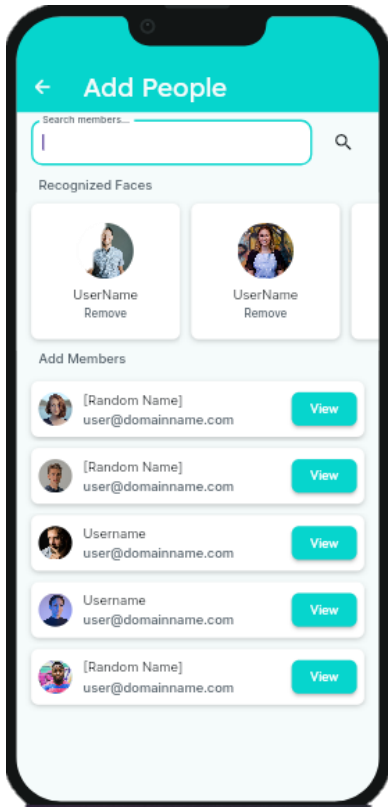 Add People
Search members...
Recognized Faces
UserName
Remove
UserName
Remove
Add Members
[Random Name]
user@domainname.com
View
[Random Name]
user@domainname.com
View
Username
user@domainname.com
View
Username
user@domainname.com
View
[Random Name]
user@domainname.com
View